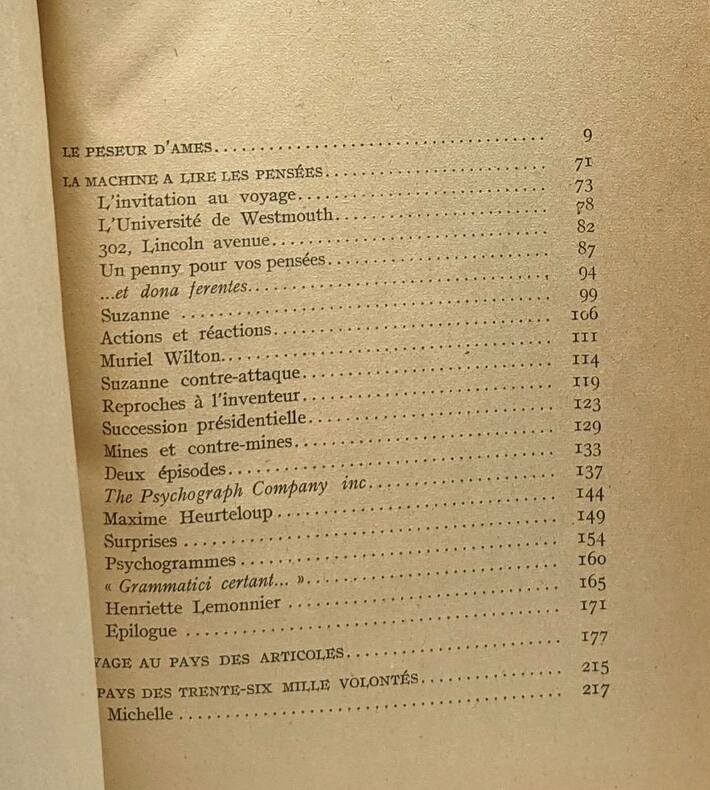 LE PESEUR D'AMES........ 9
LA MACHINE A LIRE LES PENSÉES........ 71
L'invitation au voyage........ 73
L'Université de Westmouth........ 78
302, Lincoln avenue........ 82
Un penny pour vos pensées........ 87
...et dona ferentes........ 94
Suzanne ........ 99
Actions et réactions........ 106
Muriel Wilton........ 111
Suzanne contre-attaque........ 114
Reproches à l'inventeur........ 119
Succession présidentielle........ 123
Mines et contre-mines........ 129
Deux épisodes........ 133
The Psychograph Company inc........ 137
Maxime Heurteloup ........ 144
Surprises ........ 149
Psychogrammes ........ 154
« Grammatici certant... »........ 160
Henriette Lemonnier ........ 165
Epilogue ........ 171
YAGE AU PAYS DES ARTICOLES........ 177
PAYS DES TRENTE-SIX MILLE VOLONTÉS........ 215
Michelle ........ 217